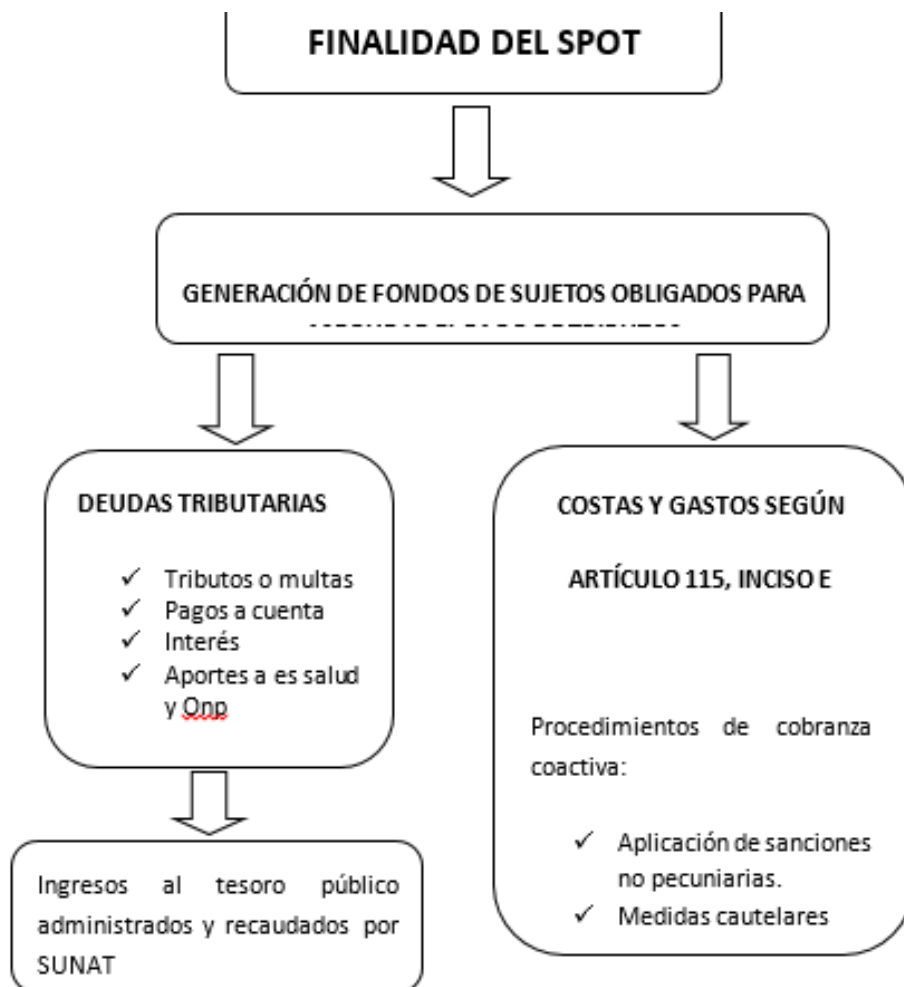 FINALIDAD DEL SPOT
GENERACIÓN DE FONDOS DE SUJETOS OBLIGADOS PARA
DEUDAS TRIBUTARIAS
✓ Tributos o multas
✓ Pagos a cuenta
✓ Interés
✓ Aportes a es salud
y Onp
Ingresos al tesoro público
administrados y recaudados por
SUNAT
COSTAS Y GASTOS SEGÚN
ARTÍCULO 115, INCISO E
Procedimientos de cobranza
coactiva:
✓ Aplicación de sanciones
no pecuniarias.
✓ Medidas cautelares